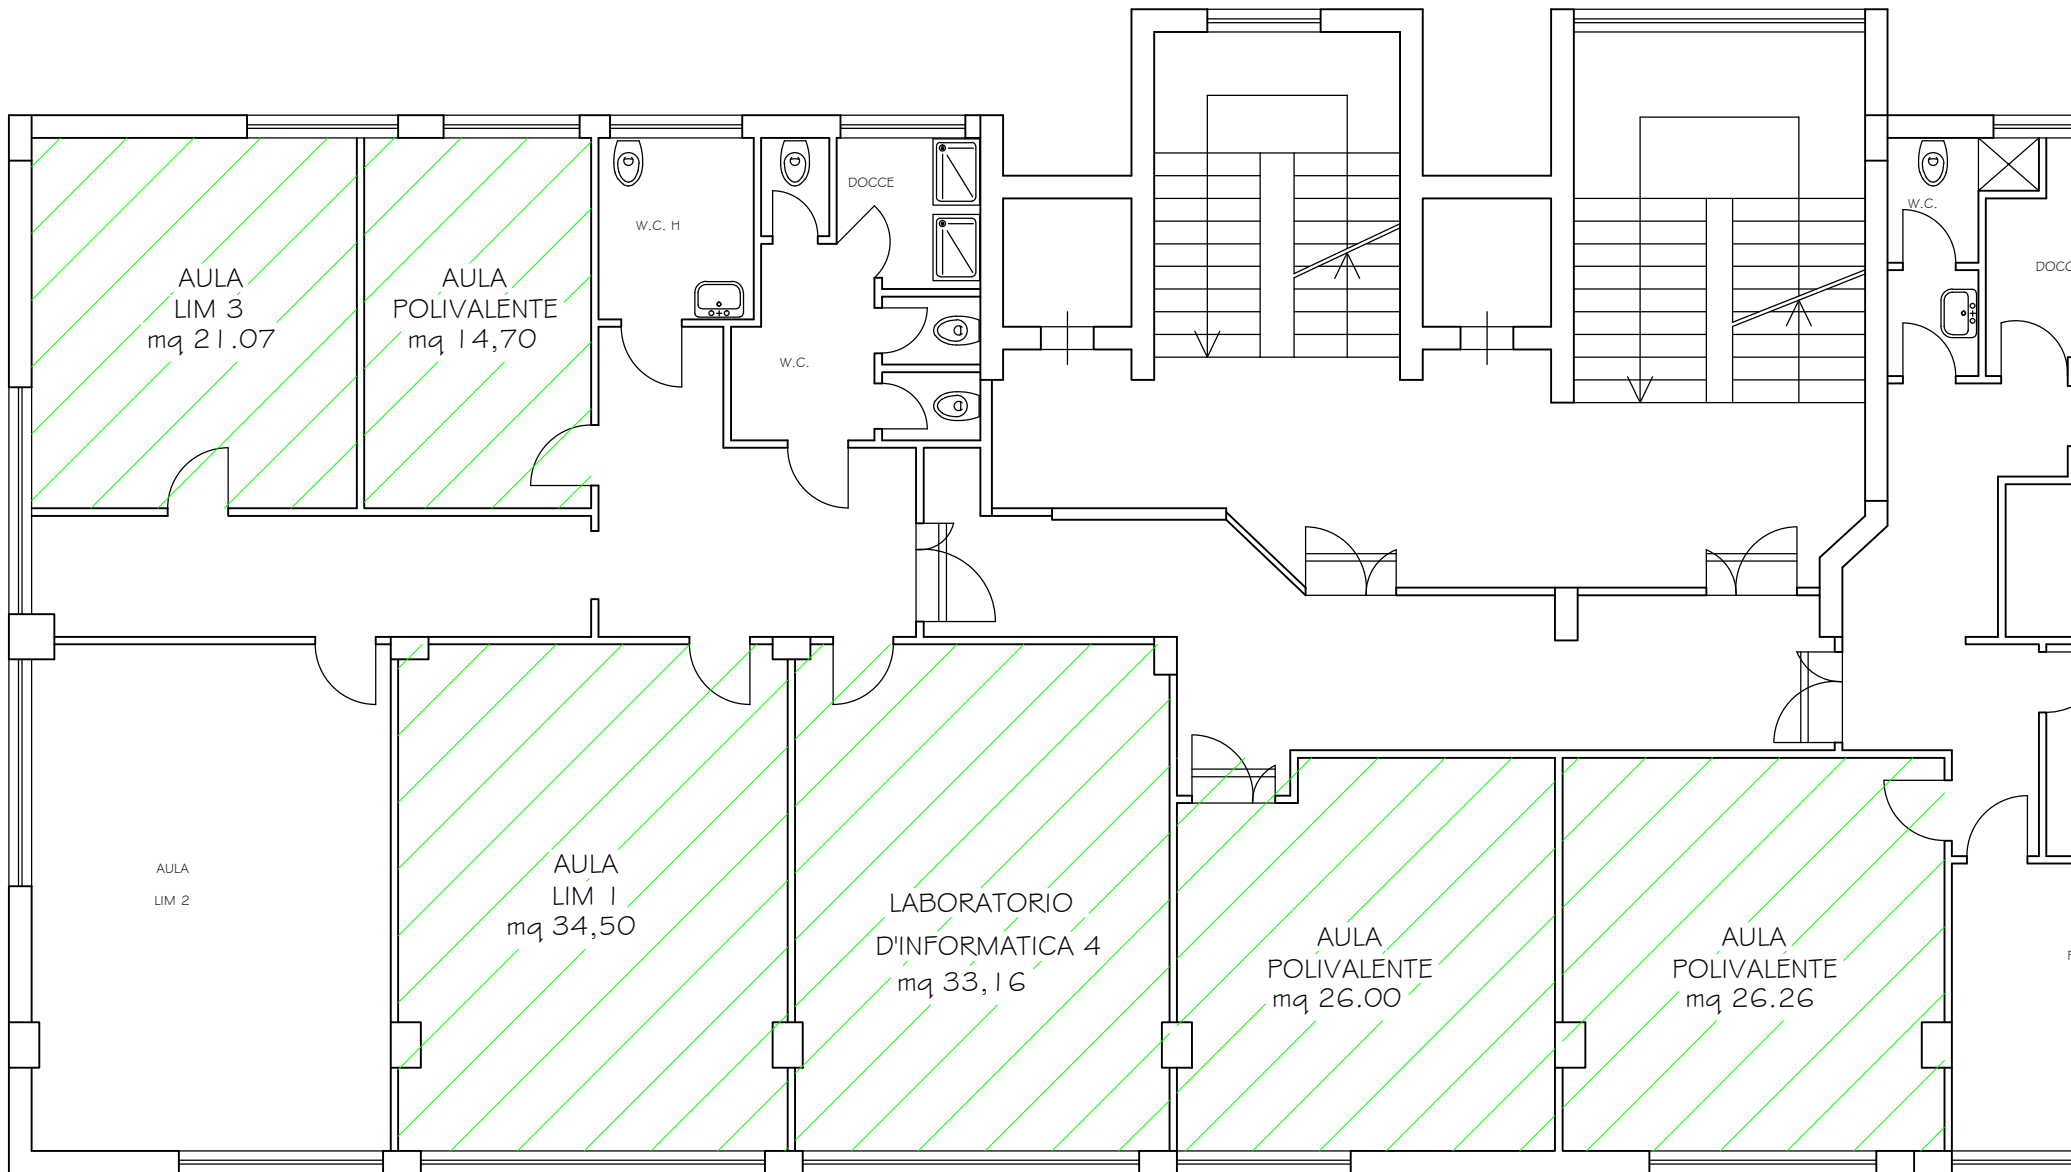 DOCCE
W.C.
W.C. H
AULA
LIM 3
mq 21.07
AULA
POLIVALENTE
mq 14,70
W.C.
AULA
LIM 2
AULA
LIM 1
mq 34,50
LABORATORIO
D'INFORMATICA 4
mq 33,16
AULA
POLIVALENTE
mq 26.00
AULA
POLIVALENTE
mq 26.26